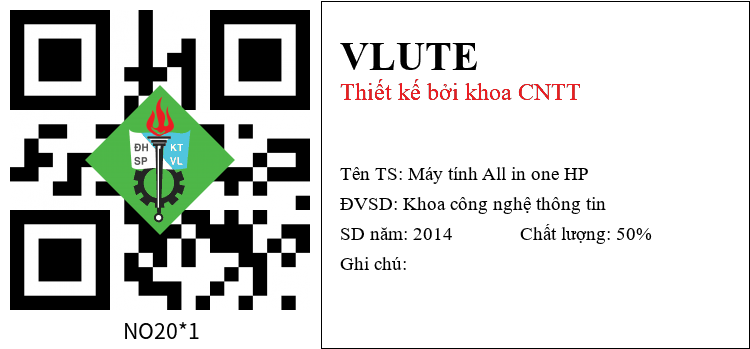 ĐH KT
SP VL
NO20*1
VLUTE
Thiết kế bởi khoa CNTT
Tên TS: Máy tính All in one HP
ĐVSD: Khoa công nghệ thông tin
SD năm: 2014 Chất lượng: 50%
Ghi chú: